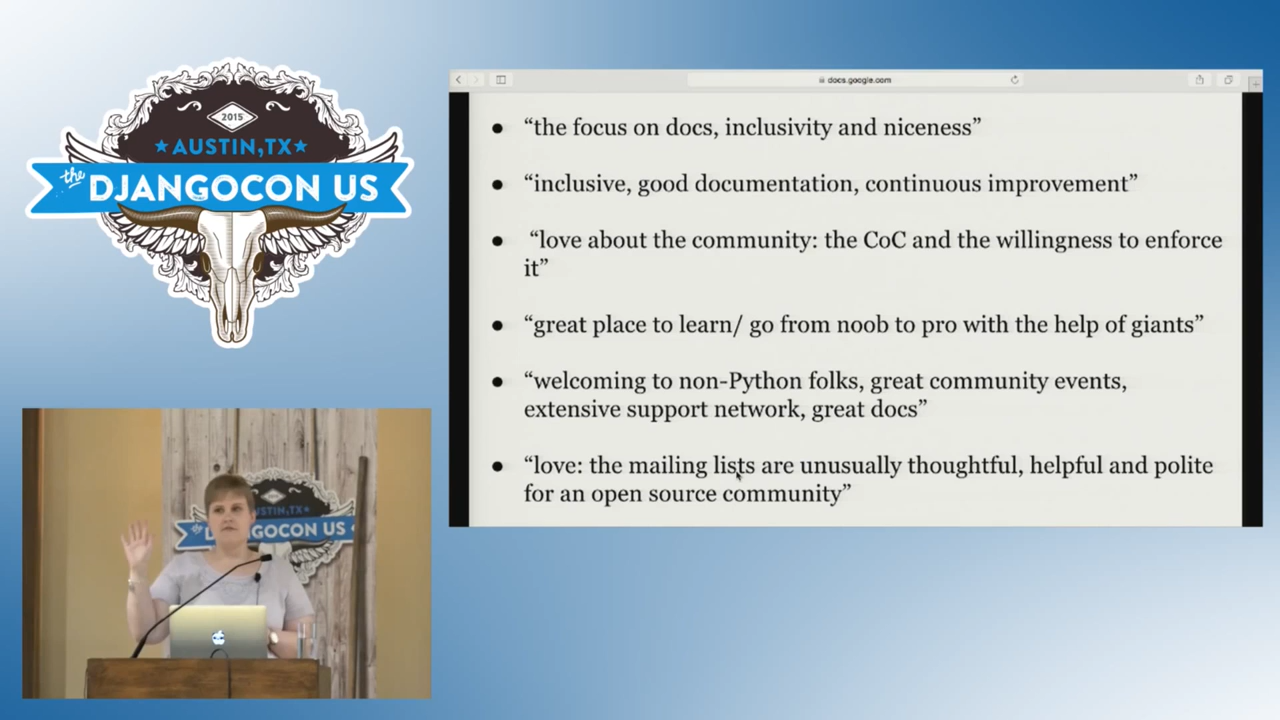 2015
AUSTIN,TX
the
DJANGOCON US
docs.google.com
● “the focus on docs, inclusivity and niceness”
● “inclusive, good documentation, continuous improvement”
● “love about the community: the CoC and the willingness to enforce
it”
● “great place to learn/ go from noob to pro with the help of giants”
● “welcoming to non-Python folks, great community events,
extensive support network, great docs”
● “love: the mailing lists are unusually thoughtful, helpful and polite
for an open source community”
USTIN,TX
the
GOCON US